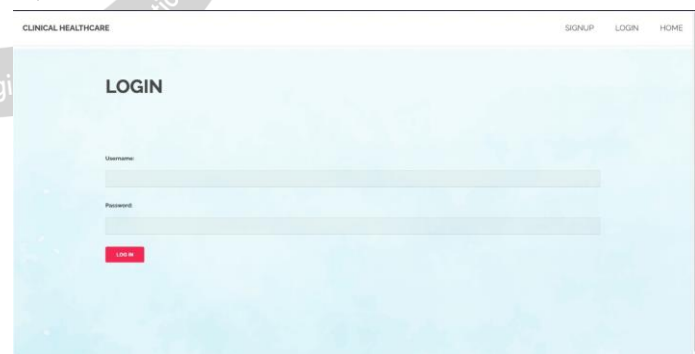 CLINICAL HEALTHCARE SIGNUP LOGIN HOME
LOGIN
Username:
Password:
LOG IN